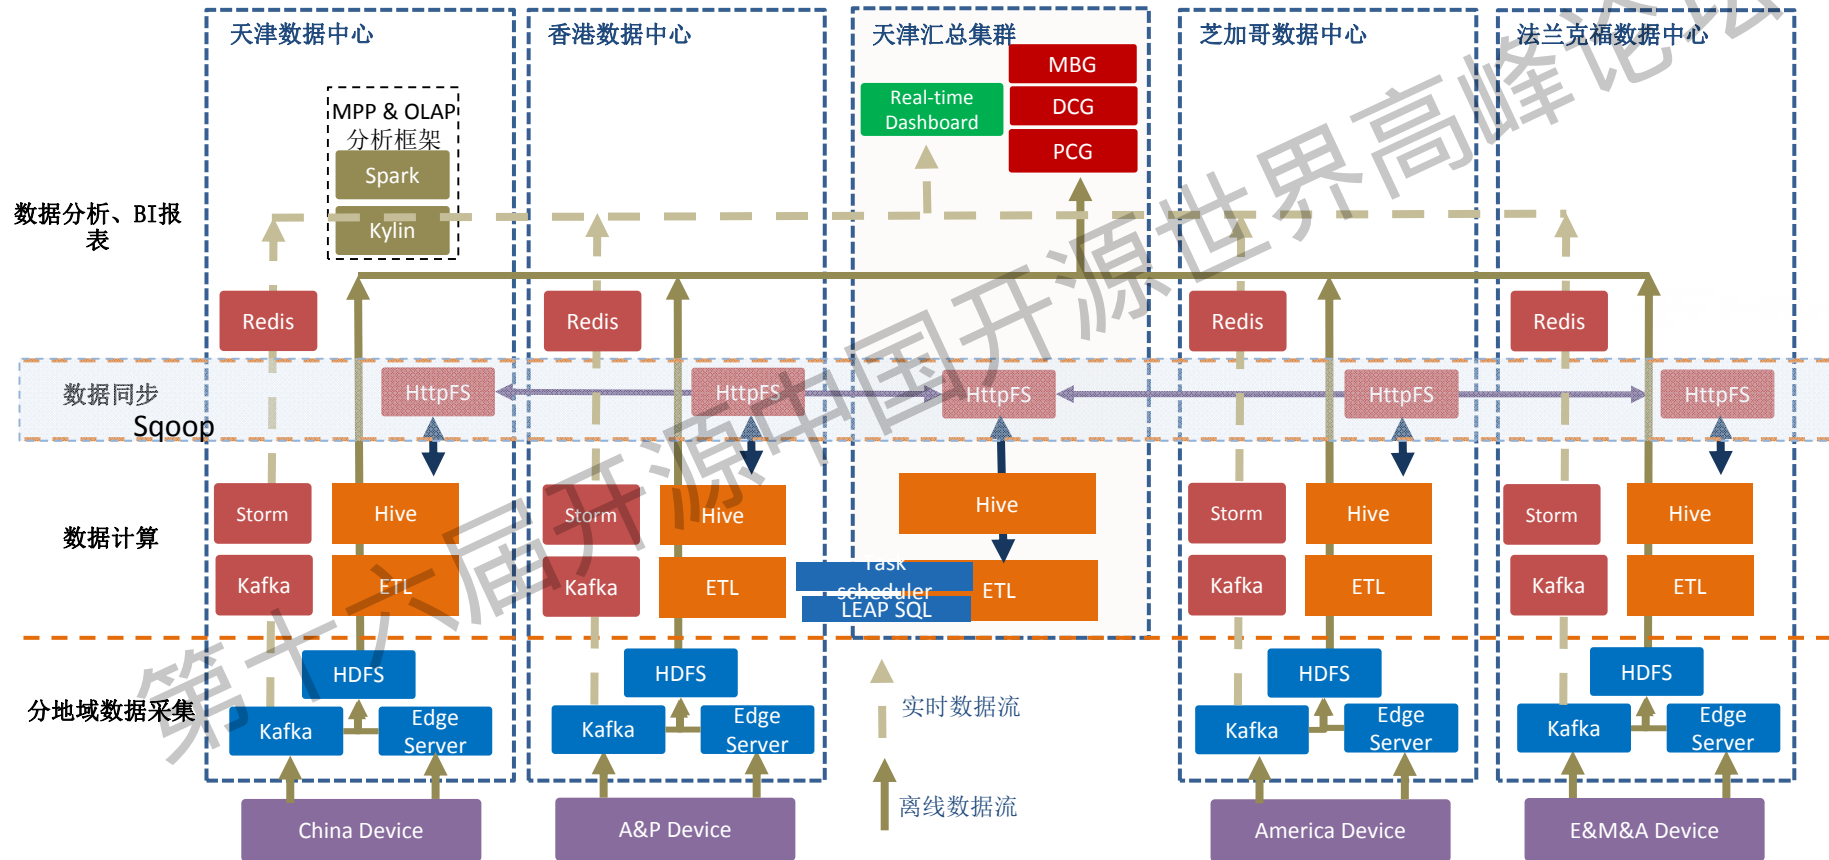 天津数据中心
香港数据中心
天津汇总集群
芝加哥数据中心
法兰克福数据中心
MBG
DCG
PCG
Real-time
Dashboard
MPP & OLAP
分析框架
Spark
Kylin
数据分析、BI报
表
Redis
Redis
Redis
Redis
数据同步
Sqoop
HttpFS
HttpFS
HttpFS
HttpFS
HttpFS
数据计算
Storm
Hive
Storm
Hive
Hive
Storm
Hive
Storm
Hive
Kafka
ETL
Kafka
ETL
Task
scheduler
LEAP SQL
ETL
Kafka
ETL
Kafka
ETL
分地域数据采集
HDFS
HDFS
HDFS
HDFS
Kafka
Edge
Server
Kafka
Edge
Server
Kafka
Edge
Server
Kafka
Edge
Server
实时数据流
离线数据流
China Device
A&P Device
America Device
E&M&A Device
第十六届开源中国开源世界高峰论坛